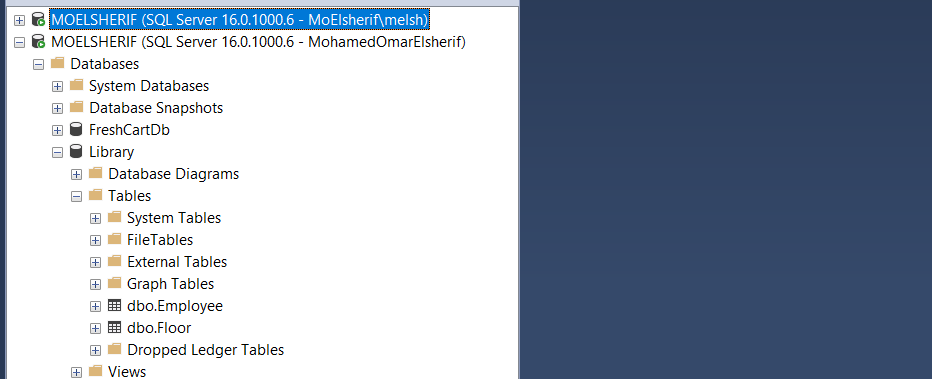 MOELSHERIF (SQL Server 16.0.1000.6 - MoElsherif\melsh)
MOELSHERIF (SQL Server 16.0.1000.6 - MohamedOmarElsherif)
Databases
System Databases
Database Snapshots
FreshCartDb
Library
Database Diagrams
Tables
System Tables
FileTables
External Tables
Graph Tables
dbo.Employee
dbo.Floor
Dropped Ledger Tables
Views